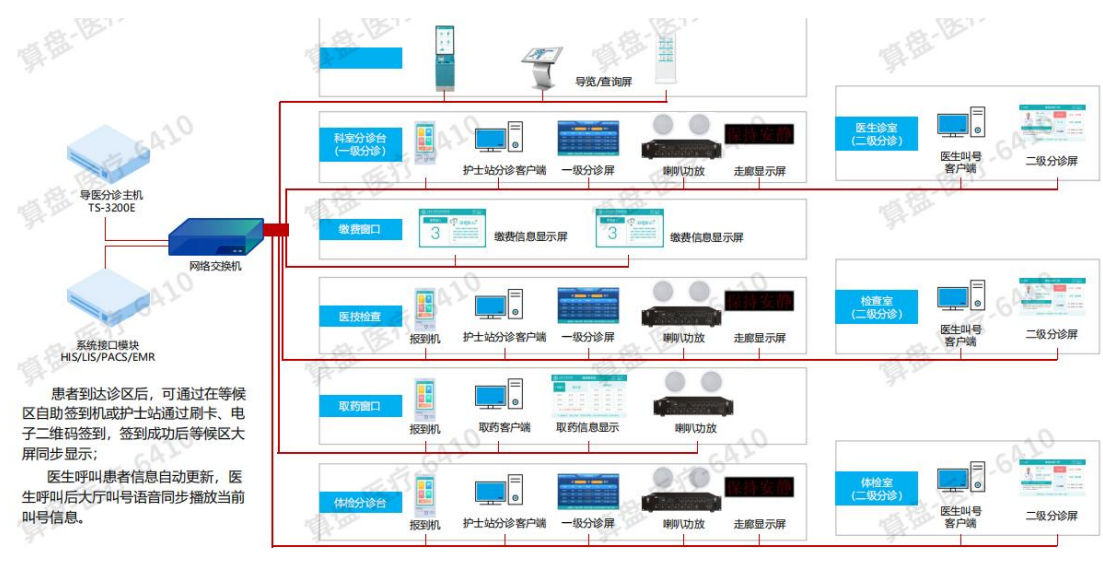 导览/查询屏
科室分诊台
(一级分诊)
护士站分诊客户端
一级分诊屏
喇叭功放
走廊显示屏
保持安静
医生诊室
(二级分诊)
医生叫号
客户端
二级分诊屏
导医分诊主机
TS-3200E
网络交换机
系统接口模块
HIS/LIS/PACS/EMR
缴费窗口
3
缴费信息显示屏
3
缴费信息显示屏
医技检查
报到机
护士站分诊客户端
一级分诊屏
喇叭功放
走廊显示屏
保持安静
检查室
(二级分诊)
医生叫号
客户端
二级分诊屏
取药窗口
报到机
取药客户端
取药信息显示
喇叭功放
体检分诊台
报到机
护士站分诊客户端
一级分诊屏
喇叭功放
走廊显示屏
保持安静
体检室
(二级分诊)
医生叫号
客户端
二级分诊屏
患者到达诊区后，可通过在等候
区自助签到机或护士站通过刷卡、电
子二维码签到，签到成功后等候区大
屏同步显示；
医生呼叫患者信息自动更新，医
生呼叫后大厅叫号语音同步播放当前
叫号信息。
算盘-医疗-6410